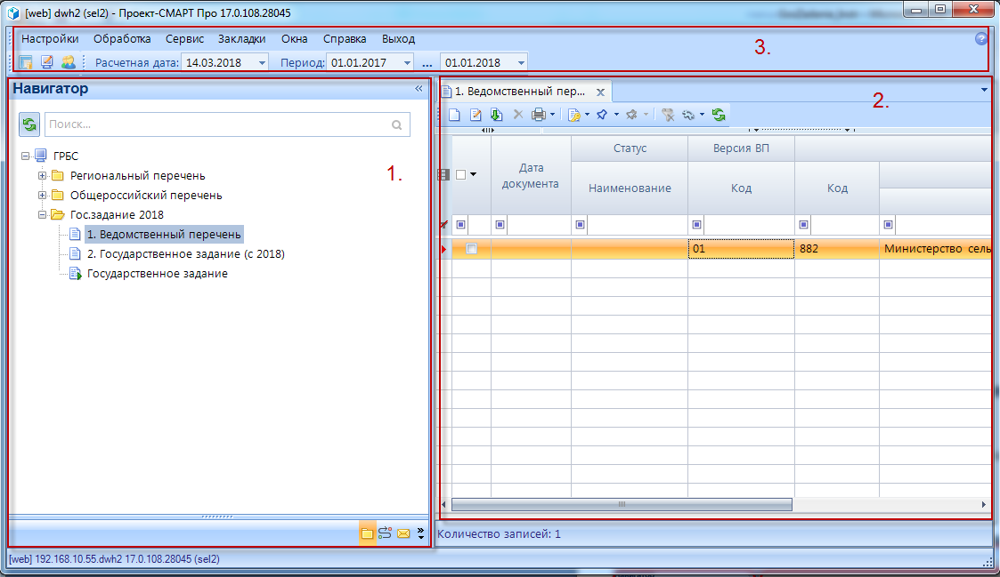 [web] dwh2 (sel2) - Проект-СМАРТ Про 17.0.108.28045
Настройки Обработка Сервис Закладки Окна Справка Выход
3.
Расчетная дата: 14.03.2018 Период: 01.01.2017 ... 01.01.2018
Навигатор
Поиск...
ГРБС
Региональный перечень
Общероссийский перечень
Гос.задание 2018
1. Ведомственный перечень
2. Государственное задание (с 2018)
Государственное задание
1.
1. Ведомственный пер...
2.
Статус Версия ВП
Дата документа Наименование Код Код
01 882 Министерство сель
Количество записей: 1
[web] 192.168.10.55.dwh2 17.0.108.28045 (sel2)